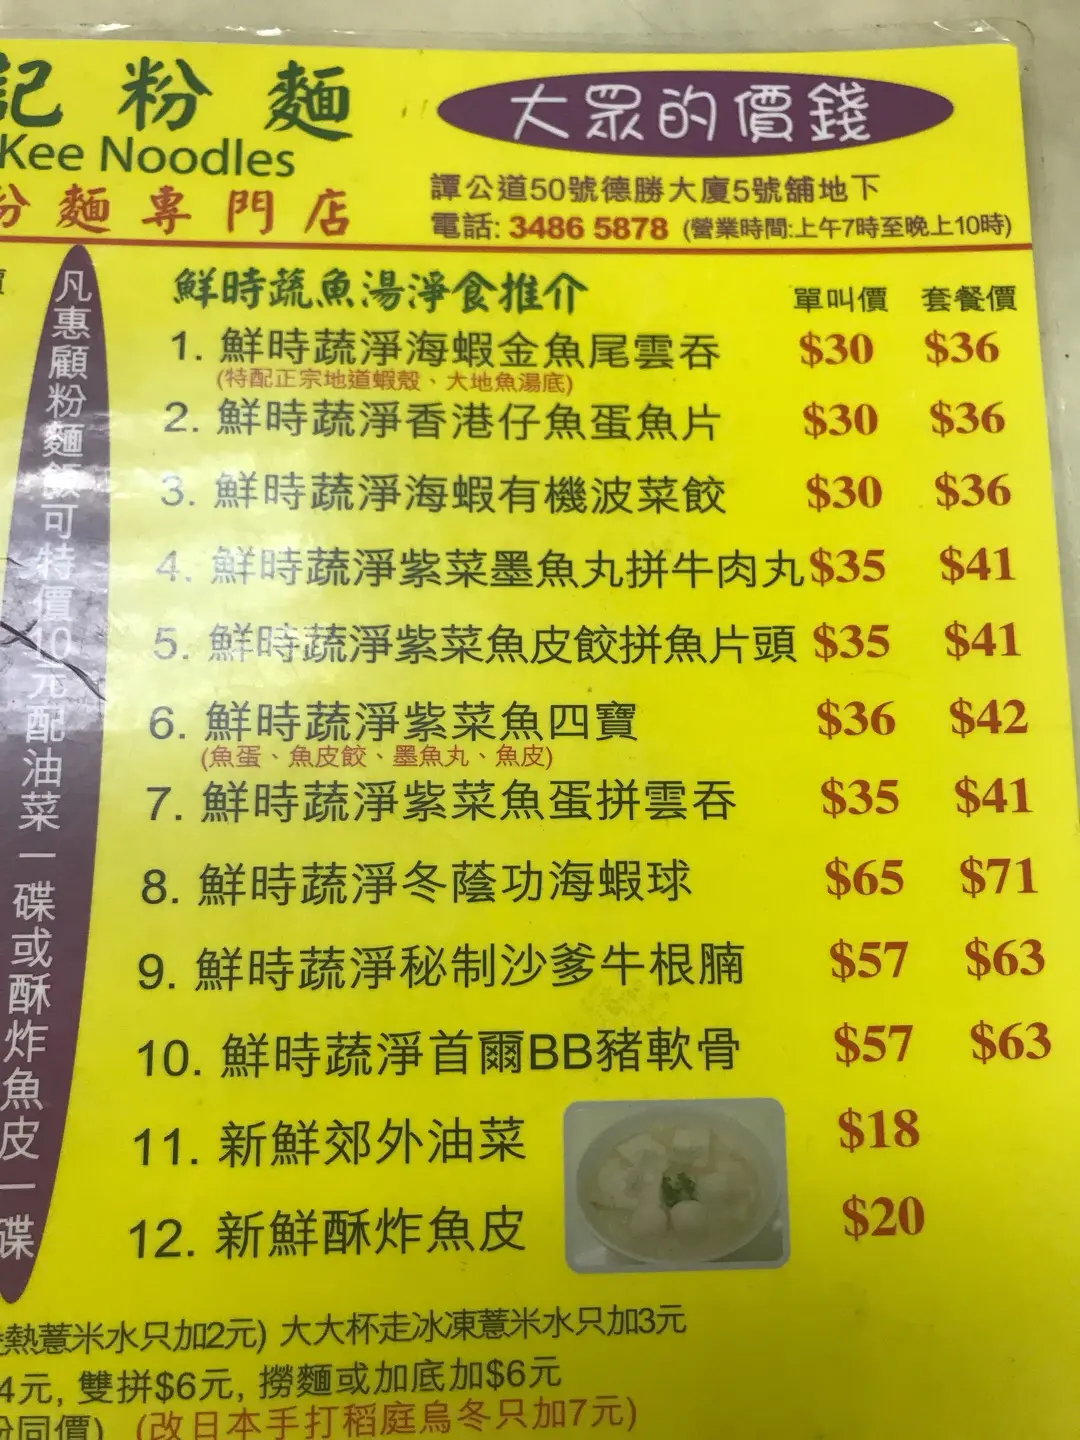 記粉麵
Kee Noodles
粉麵專門店
大眾的價錢
譚公道50號德勝大廈5號舖地下
電話: 3486 5878 (營業時間:上午7時至晚上10時)
凡惠顧粉麵飯可特價10元配油菜一碟或酥炸魚皮一碟
鮮時蔬魚湯淨食推介 單叫價 套餐價
1. 鮮時蔬淨海蝦金魚尾雲吞 $30 $36
(特配正宗地道蝦殼、大地魚湯底)
2. 鮮時蔬淨香港仔魚蛋魚片 $30 $36
3. 鮮時蔬淨海蝦有機波菜餃 $30 $36
4. 鮮時蔬淨紫菜墨魚丸拼牛肉丸 $35 $41
5. 鮮時蔬淨紫菜魚皮餃拼魚片頭 $35 $41
6. 鮮時蔬淨紫菜魚四寶 $36 $42
(魚蛋、魚皮餃、墨魚丸、魚皮)
7. 鮮時蔬淨紫菜魚蛋拼雲吞 $35 $41
8. 鮮時蔬淨冬蔭功海蝦球 $65 $71
9. 鮮時蔬淨秘制沙爹牛根腩 $57 $63
10. 鮮時蔬淨首爾BB豬軟骨 $57 $63
11. 新鮮郊外油菜 $18
12. 新鮮酥炸魚皮 $20
熱薏米水只加2元) 大大杯走冰凍薏米水只加3元
4元, 雙拼$6元, 撈麵或加底加$6元
粉同價) (改日本手打稻庭烏冬只加7元)